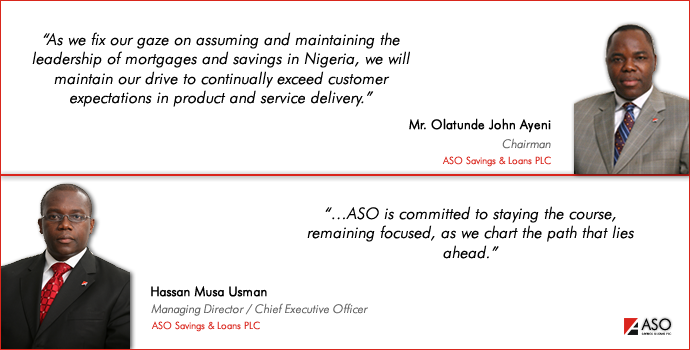 “As we fix our gaze on assuming and maintaining the
leadership of mortgages and savings in Nigeria, we will
maintain our drive to continually exceed customer
expectations in product and service delivery.”
Mr. Olatunde John Ayeni
Chairman
ASO Savings & Loans PLC
“...ASO is committed to staying the course,
remaining focused, as we chart the path that lies
ahead.”
Hassan Musa Usman
Managing Director / Chief Executive Officer
ASO Savings & Loans PLC
ASO